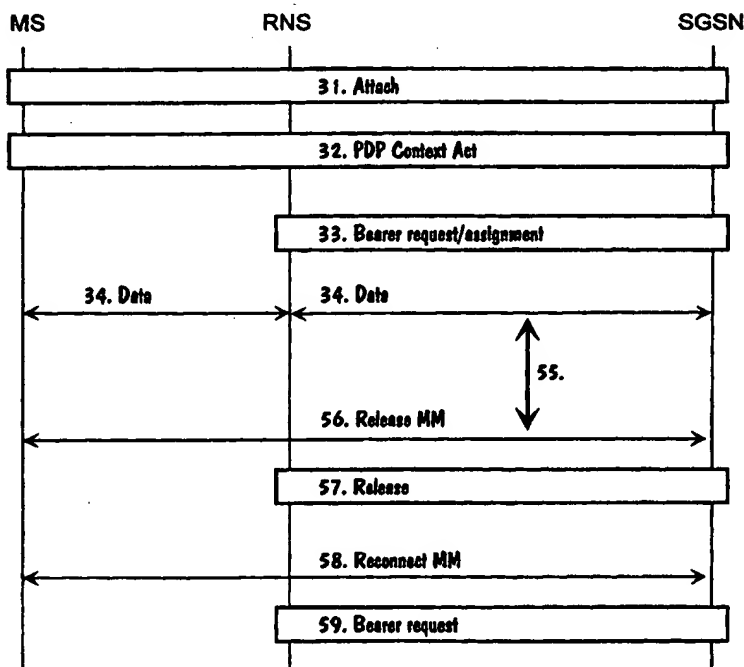 MS RNS SGSN
31. Attach
32. PDP Context Act
33. Bearer request/assignment
34. Data 34. Data
55.
56. Release MM
57. Release
58. Reconnect MM
59. Bearer request